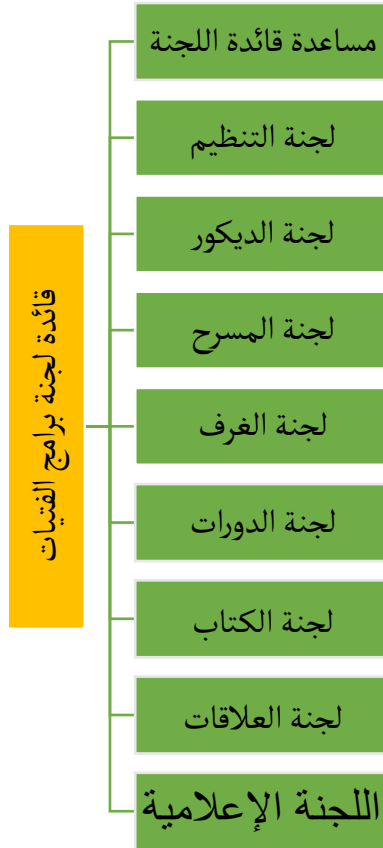 قائدة لجنة برامج الفتيات
مساعدة قائدة اللجنة
لجنة التنظيم
لجنة الديكور
لجنة المسرح
لجنة الغرف
لجنة الدورات
لجنة الكتاب
لجنة العلاقات
اللجنة الإعلامية